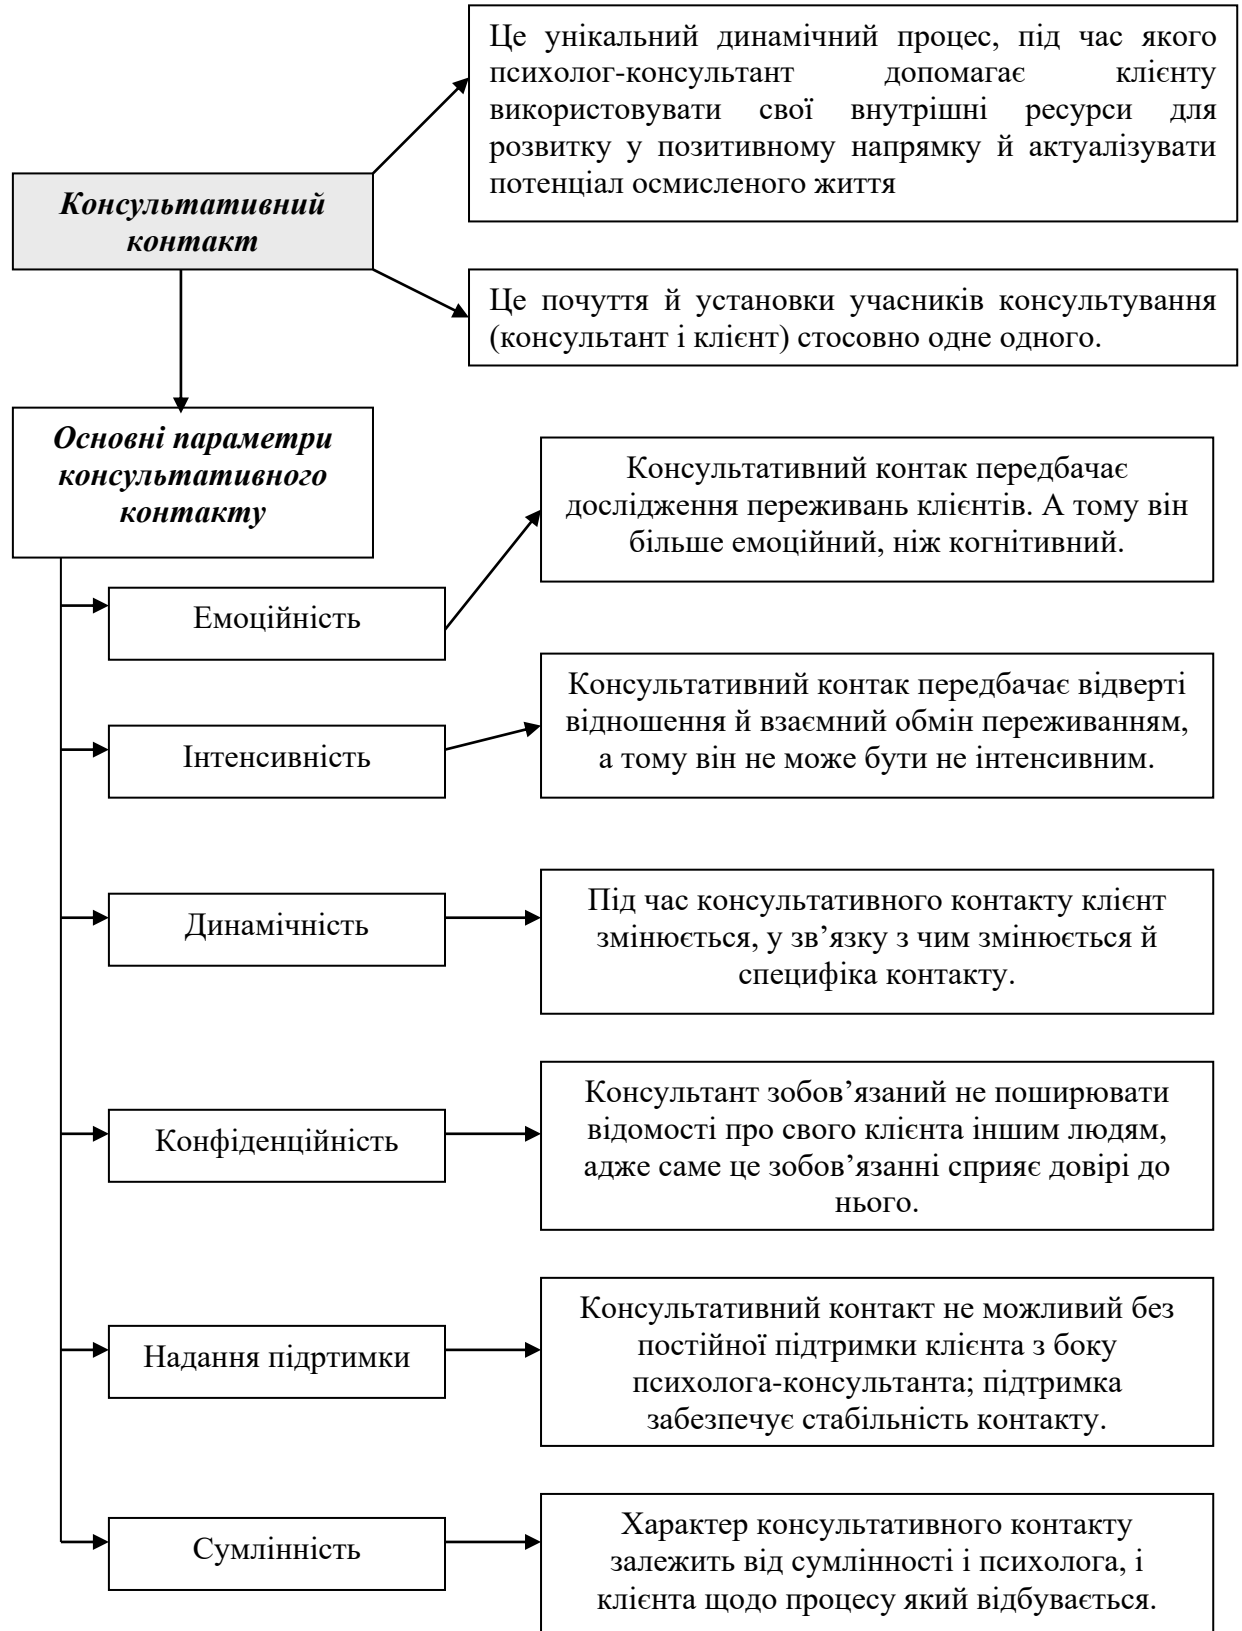 Це унікальний динамічний процес, під час якого
психолог-консультант допомагає клієнту
використовувати свої внутрішні ресурси для
розвитку у позитивному напрямку й актуалізувати
потенціал осмисленого життя
Консультативний
контакт
Це почуття й установки учасників консультування
(консультант і клієнт) стосовно одне одного.
Основні параметри
консультативного
контакту
Консультативний контак передбачає
дослідження переживань клієнтів. А тому він
більше емоційний, ніж когнітивний.
Емоційність
Консультативний контак передбачає відверті
відношення й взаємний обмін переживанням,
а тому він не може бути не інтенсивним.
Інтенсивність
Під час консультативного контакту клієнт
змінюється, у зв’язку з чим змінюється й
специфіка контакту.
Динамічність
Консультант зобов’язаний не поширювати
відомості про свого клієнта іншим людям,
адже саме це зобов’язанні сприяє довірі до
нього.
Конфіденційність
Консультативний контакт не можливий без
постійної підтримки клієнта з боку
психолога-консультанта; підтримка
забезпечує стабільність контакту.
Надання підртимки
Характер консультативного контакту
залежить від сумлінності і психолога, і
клієнта щодо процесу який відбувається.
Сумлінність